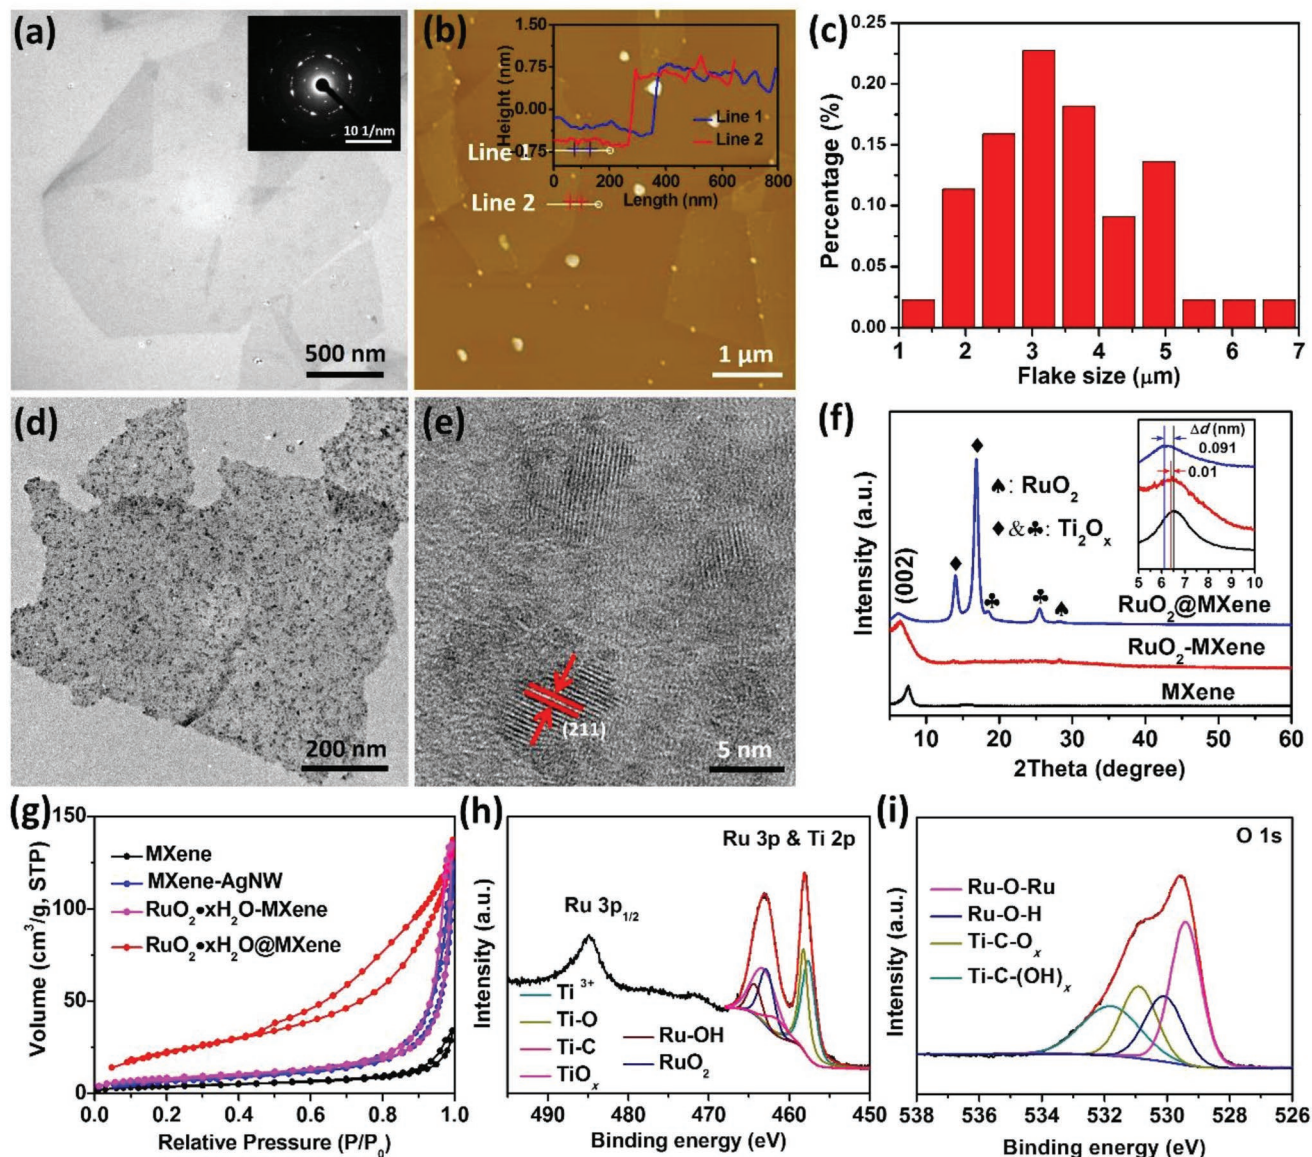 (a)
10 1/nm
500 nm
(b)
1.50
0.75
0.00
-0.75
Height (nm)
Line 1
Line 2
Line 1
Line 2
0 200 400 600 800
Length (nm)
1 μm
(c)
0.25
0.20
0.15
0.10
0.05
0.00
Percentage (%)
1 2 3 4 5 6 7
Flake size (μm)
(d)
200 nm
(e)
(211)
5 nm
(f)
Intensity (a.u.)
(002)
♠: RuO₂
♦&♣: Ti₂Oₓ
Δd (nm)
0.091
0.01
5 6 7 8 9 10
RuO₂@MXene
RuO₂-MXene
MXene
10 20 30 40 50 60
2Theta (degree)
(g)
150
100
50
0
Volume (cm³/g, STP)
MXene
MXene-AgNW
RuO₂•xH₂O-MXene
RuO₂•xH₂O@MXene
0.0 0.2 0.4 0.6 0.8 1.0
Relative Pressure (P/P₀)
(h)
Ru 3p & Ti 2p
Intensity (a.u.)
Ru 3p₁/₂
Ti ³⁺
Ti-O
Ti-C
TiOₓ
Ru-OH
RuO₂
490 480 470 460 450
Binding energy (eV)
(i)
O 1s
Intensity (a.u.)
Ru-O-Ru
Ru-O-H
Ti-C-Oₓ
Ti-C-(OH)ₓ
538 536 534 532 530 528 526
Binding energy (eV)